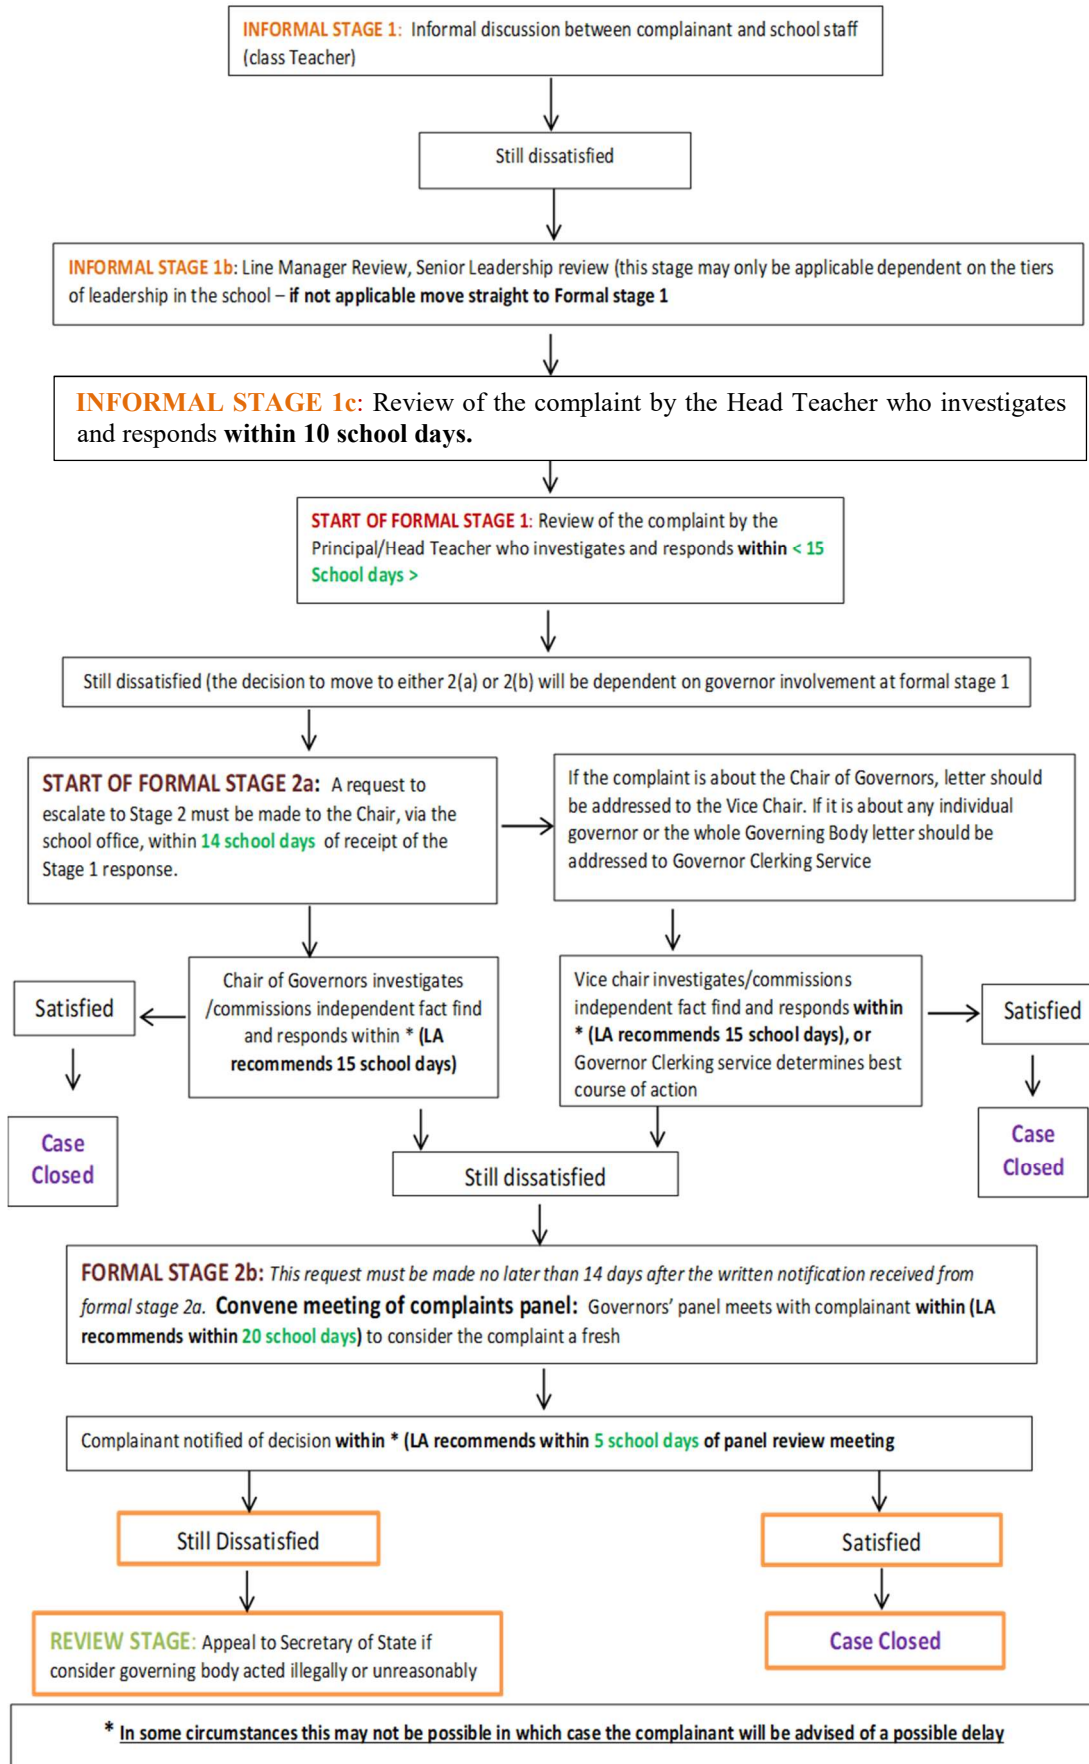 INFORMAL STAGE 1: Informal discussion between complainant and school staff
(class Teacher)
Still dissatisfied
INFORMAL STAGE 1b: Line Manager Review, Senior Leadership review (this stage may only be applicable dependent on the tiers
of leadership in the school – if not applicable move straight to Formal stage 1
INFORMAL STAGE 1c: Review of the complaint by the Head Teacher who investigates
and responds within 10 school days.
START OF FORMAL STAGE 1: Review of the complaint by the
Principal/Head Teacher who investigates and responds within < 15
School days >
Still dissatisfied (the decision to move to either 2(a) or 2(b) will be dependent on governor involvement at formal stage 1
START OF FORMAL STAGE 2a: A request to
escalate to Stage 2 must be made to the Chair, via the
school office, within 14 school days of receipt of the
Stage 1 response.
If the complaint is about the Chair of Governors, letter should
be addressed to the Vice Chair. If it is about any individual
governor or the whole Governing Body letter should be
addressed to Governor Clerking Service
Satisfied
Chair of Governors investigates
/commissions independent fact find
and responds within * (LA
recommends 15 school days)
Vice chair investigates/commissions
independent fact find and responds within
* (LA recommends 15 school days), or
Governor Clerking service determines best
course of action
Satisfied
Case
Closed
Case
Closed
Still dissatisfied
FORMAL STAGE 2b: This request must be made no later than 14 days after the written notification received from
formal stage 2a. Convene meeting of complaints panel: Governors' panel meets with complainant within (LA
recommends within 20 school days) to consider the complaint a fresh
Complainant notified of decision within * (LA recommends within 5 school days of panel review meeting
Still Dissatisfied
Satisfied
REVIEW STAGE: Appeal to Secretary of State if
consider governing body acted illegally or unreasonably
Case Closed
* In some circumstances this may not be possible in which case the complainant will be advised of a possible delay